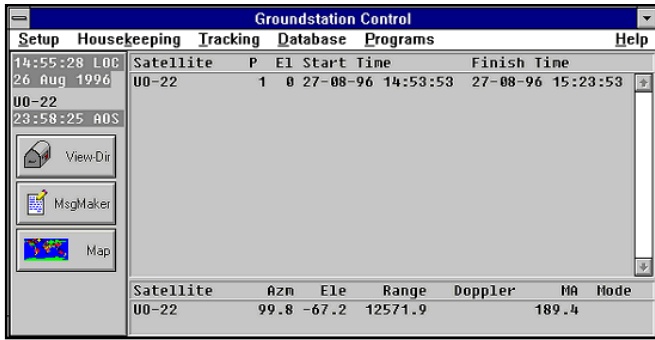 Groundstation Control
Setup Housekeeping Tracking Database Programs Help
14:55:28 LOC
26 Aug 1996
UO-22
23:58:25 AOS
View-Dir
MsgMaker
Map
Satellite P El Start Time Finish Time
UO-22 1 0 27-08-96 14:53:53 27-08-96 15:23:53
Satellite Azm Ele Range Doppler MA Mode
UO-22 99.8 -67.2 12571.9 189.4